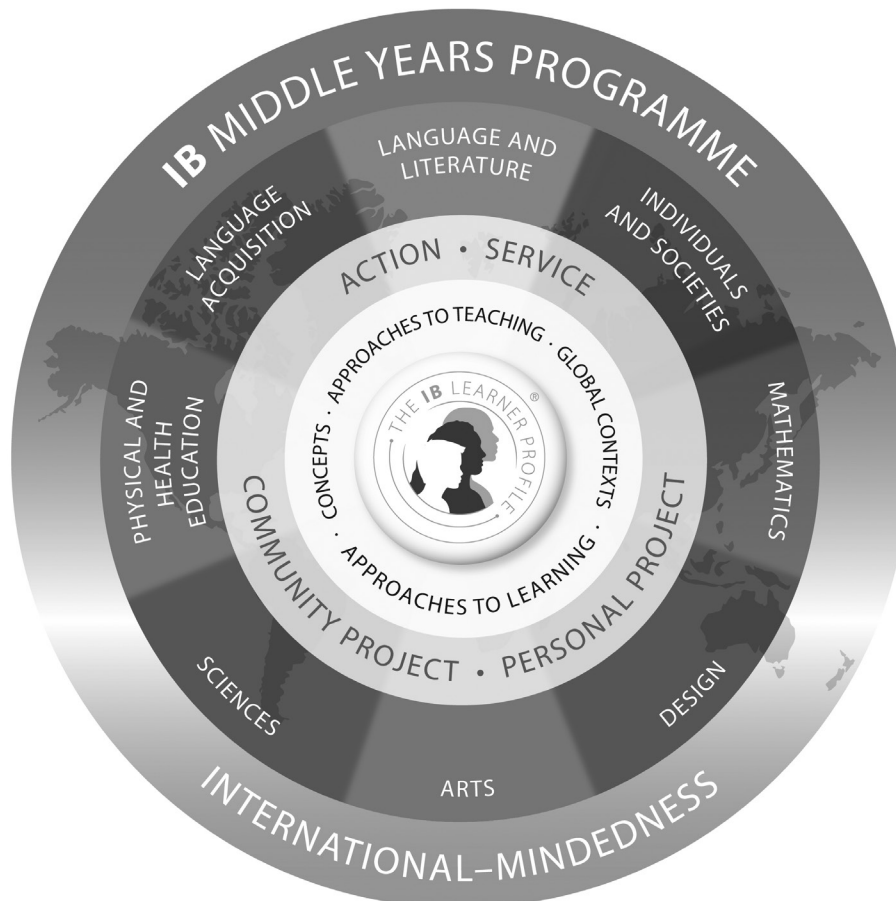 IB MIDDLE YEARS PROGRAMME
LANGUAGE AND
LITERATURE
INDIVIDUALS
AND SOCIETIES
MATHEMATICS
DESIGN
ARTS
SCIENCES
PHYSICAL AND
HEALTH
EDUCATION
LANGUAGE
ACQUISITION
ACTION • SERVICE
PERSONAL PROJECT •
COMMUNITY PROJECT
APPROACHES TO TEACHING ·
GLOBAL CONTEXTS ·
APPROACHES TO LEARNING ·
CONCEPTS ·
THE IB LEARNER PROFILE
®
INTERNATIONAL–MINDEDNESS